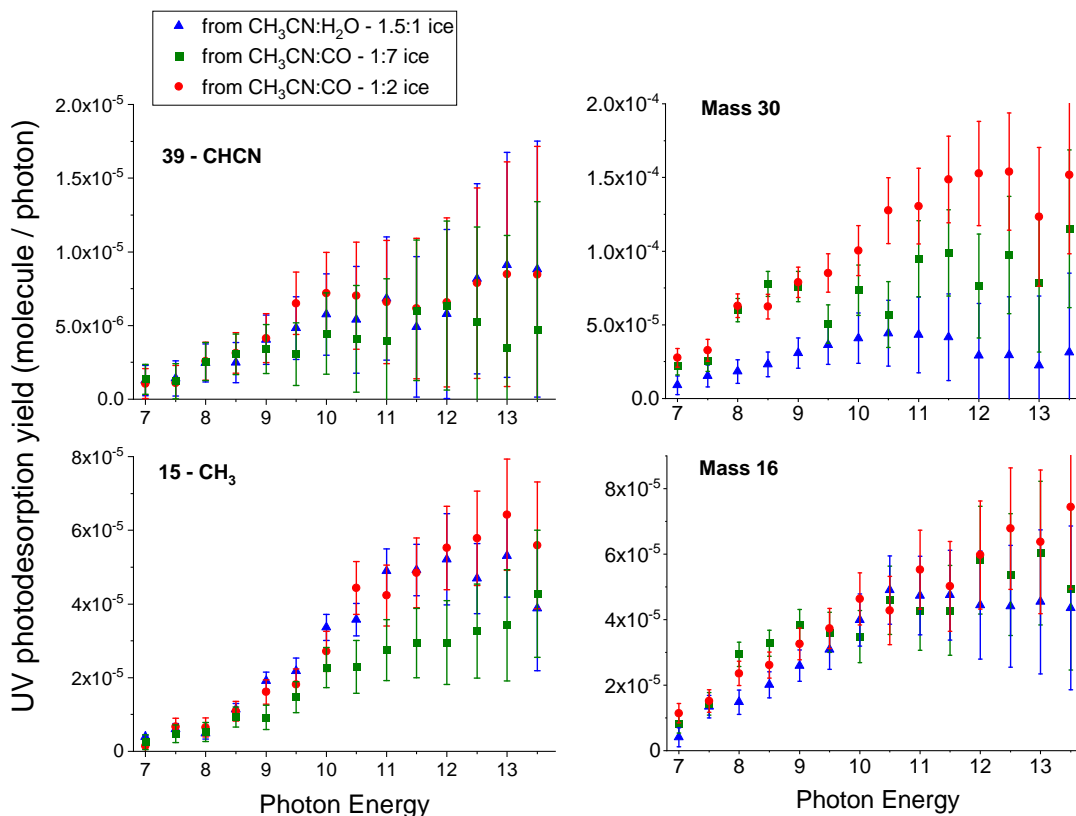 from CH₃CN:H₂O - 1.5:1 ice
from CH₃CN:CO - 1:7 ice
from CH₃CN:CO - 1:2 ice
UV photodesorption yield (molecule / photon)
39 - CHCN
2.0x10⁻⁵
1.5x10⁻⁵
1.0x10⁻⁵
5.0x10⁻⁶
0.0
7 8 9 10 11 12 13
Mass 30
2.0x10⁻⁴
1.5x10⁻⁴
1.0x10⁻⁴
5.0x10⁻⁵
0.0
7 8 9 10 11 12 13
15 - CH₃
8x10⁻⁵
6x10⁻⁵
4x10⁻⁵
2x10⁻⁵
0
7 8 9 10 11 12 13
Photon Energy
Mass 16
8x10⁻⁵
6x10⁻⁵
4x10⁻⁵
2x10⁻⁵
0
7 8 9 10 11 12 13
Photon Energy